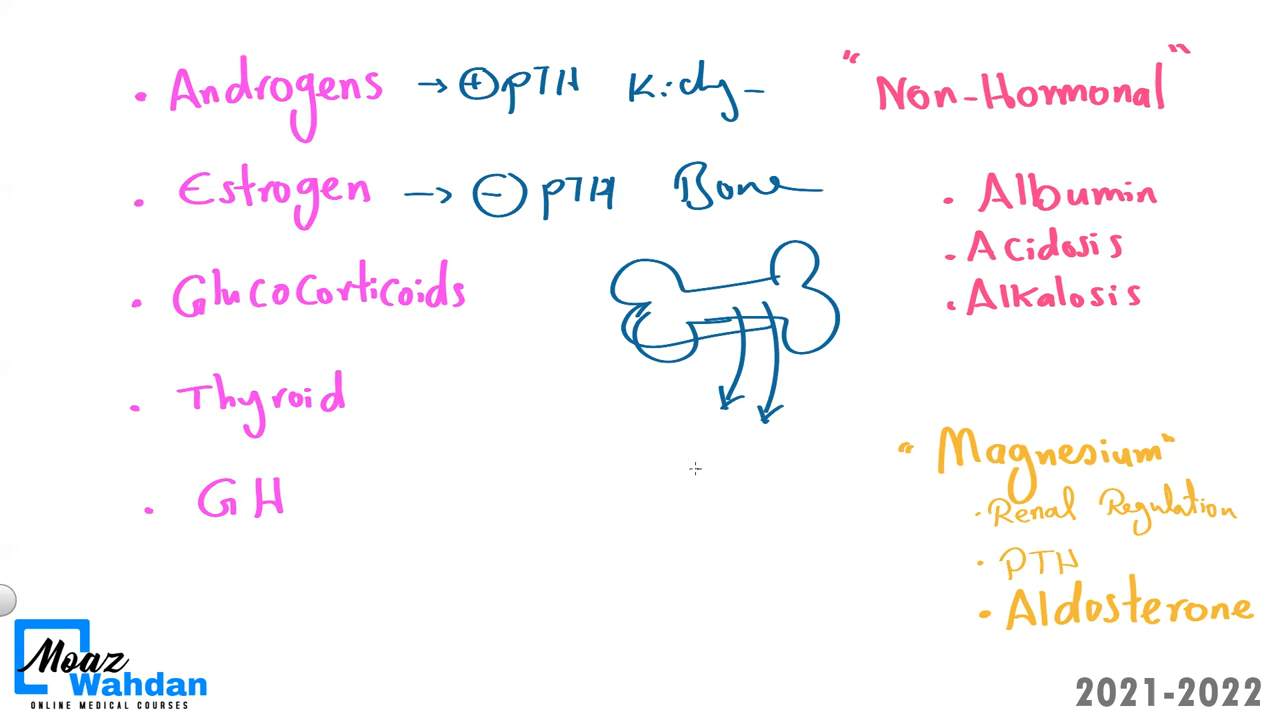 . Androgens → + PTH
. Estrogen → - PTH Bone
. Glucocorticoids
. Thyroid
. GH
"Non-Hormonal"
. Albumin
. Acidosis
. Alkalosis
"Magnesium"
. Renal Regulation
. PTH
. Aldosterone
Moaz
Wahdan
ONLINE MEDICAL COURSES
2021-2022